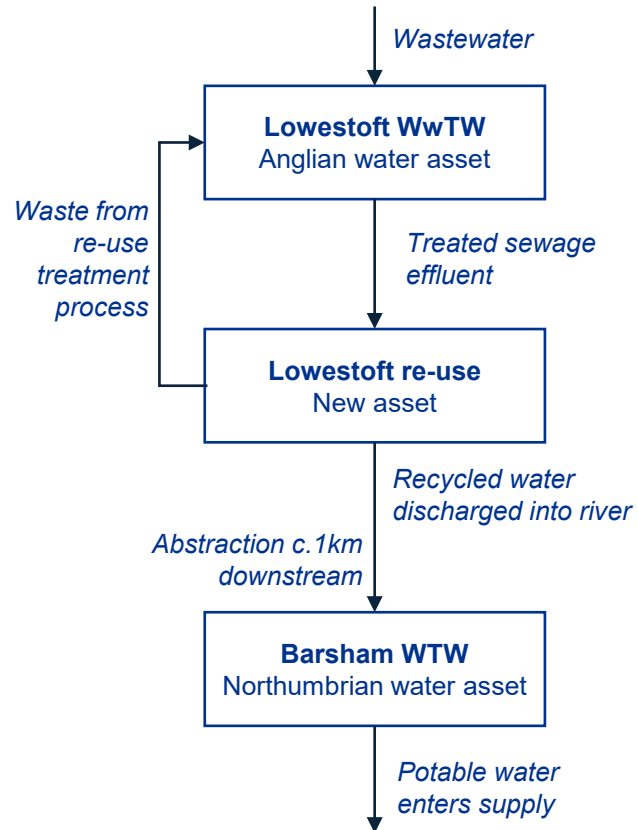 Wastewater
Lowestoft WwTW
Anglian water asset
Waste from
re-use
treatment
process
Treated sewage
effluent
Lowestoft re-use
New asset
Recycled water
discharged into river
Abstraction c.1km
downstream
Barsham WTW
Northumbrian water asset
Potable water
enters supply